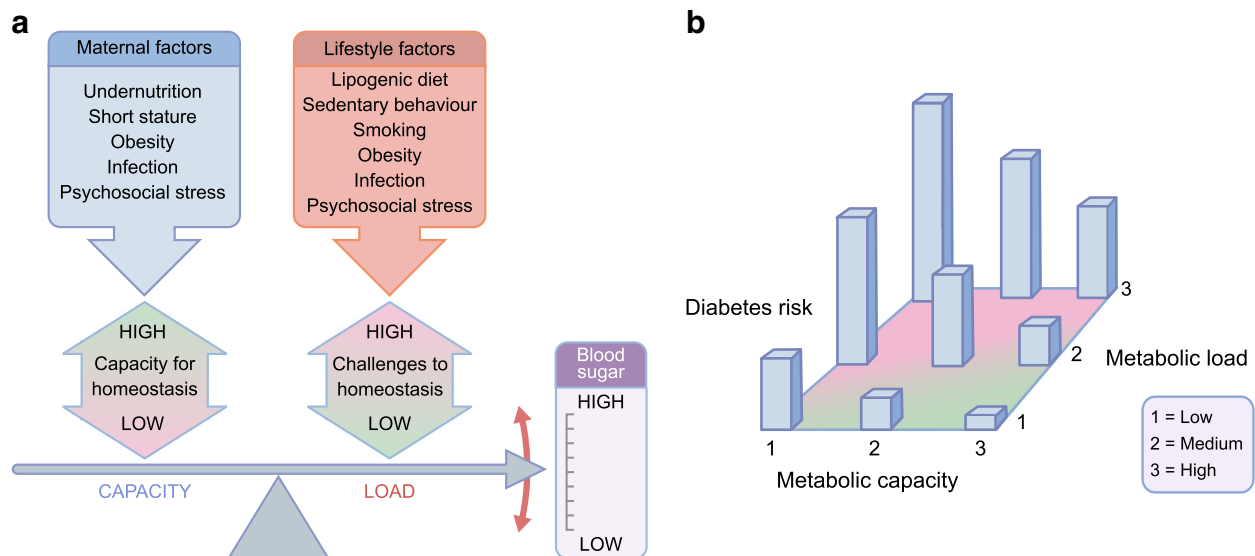 a
Maternal factors
Undernutrition
Short stature
Obesity
Infection
Psychosocial stress
Lifestyle factors
Lipogenic diet
Sedentary behaviour
Smoking
Obesity
Infection
Psychosocial stress
HIGH
Capacity for
homeostasis
LOW
HIGH
Challenges to
homeostasis
LOW
CAPACITY
LOAD
Blood
sugar
HIGH
LOW
b
Diabetes risk
3
2
1
Metabolic load
1
2
3
Metabolic capacity
1 = Low
2 = Medium
3 = High